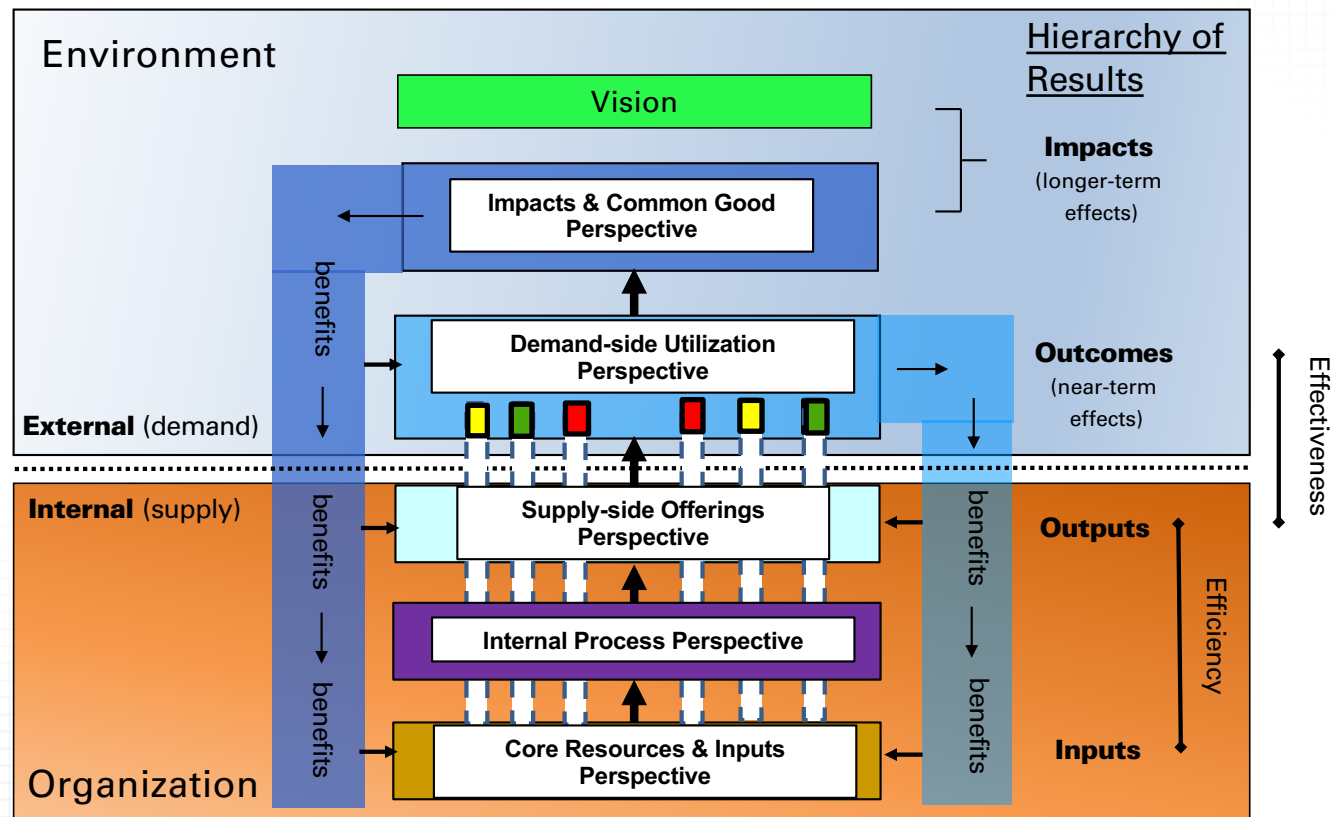 Environment
Hierarchy of
Results
Vision
Impacts
(longer-term
effects)
Impacts & Common Good
Perspective
benefits
Demand-side Utilization
Perspective
Outcomes
(near-term
effects)
Effectiveness
External (demand)
Internal (supply)
benefits
Supply-side Offerings
Perspective
benefits
Outputs
Efficiency
Internal Process Perspective
benefits
Core Resources & Inputs
Perspective
benefits
Inputs
Organization